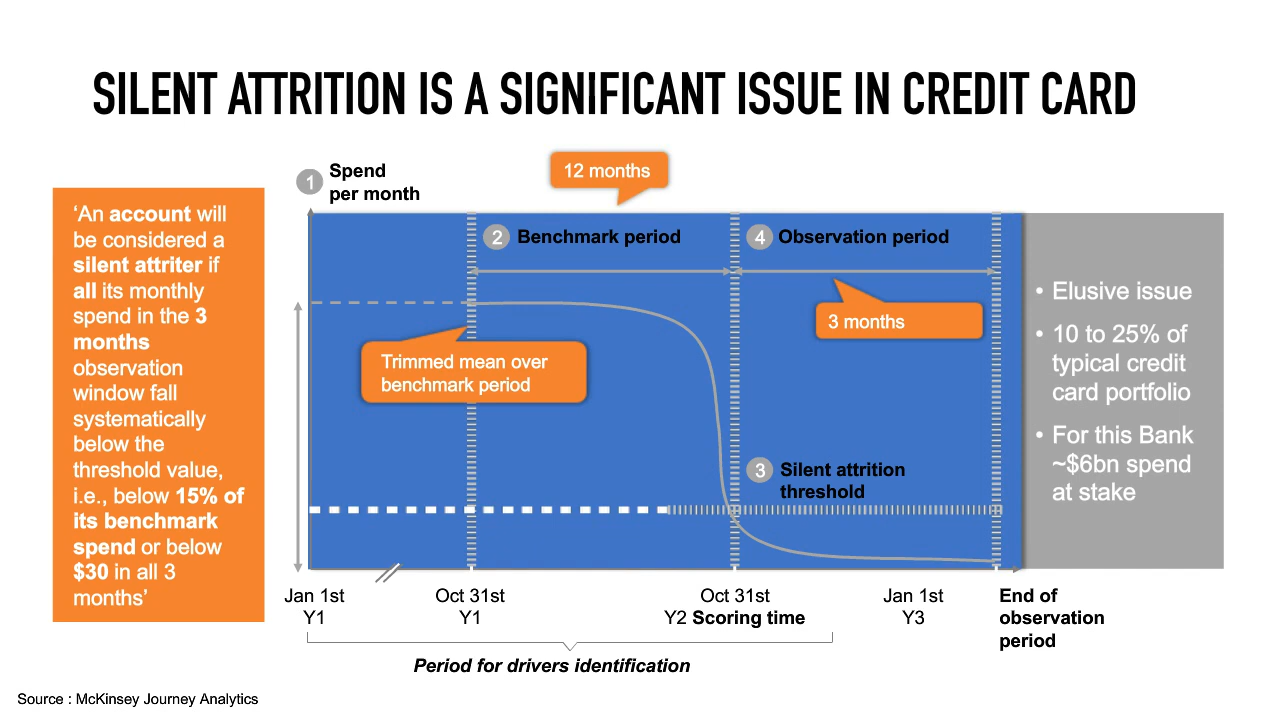 SILENT ATTRITION IS A SIGNIFICANT ISSUE IN CREDIT CARD
‘An account will
be considered a
silent attriter if
all its monthly
spend in the 3
months
observation
window fall
systematically
below the
threshold value,
i.e., below 15% of
its benchmark
spend or below
$30 in all 3
months’
1 Spend
per month
12 months
2 Benchmark period
4 Observation period
3 months
Trimmed mean over
benchmark period
3 Silent attrition
threshold
• Elusive issue
• 10 to 25% of
typical credit
card portfolio
• For this Bank
~$6bn spend
at stake
Jan 1st
Y1
Oct 31st
Y1
Oct 31st
Y2 Scoring time
Jan 1st
Y3
End of
observation
period
Period for drivers identification
Source : McKinsey Journey Analytics